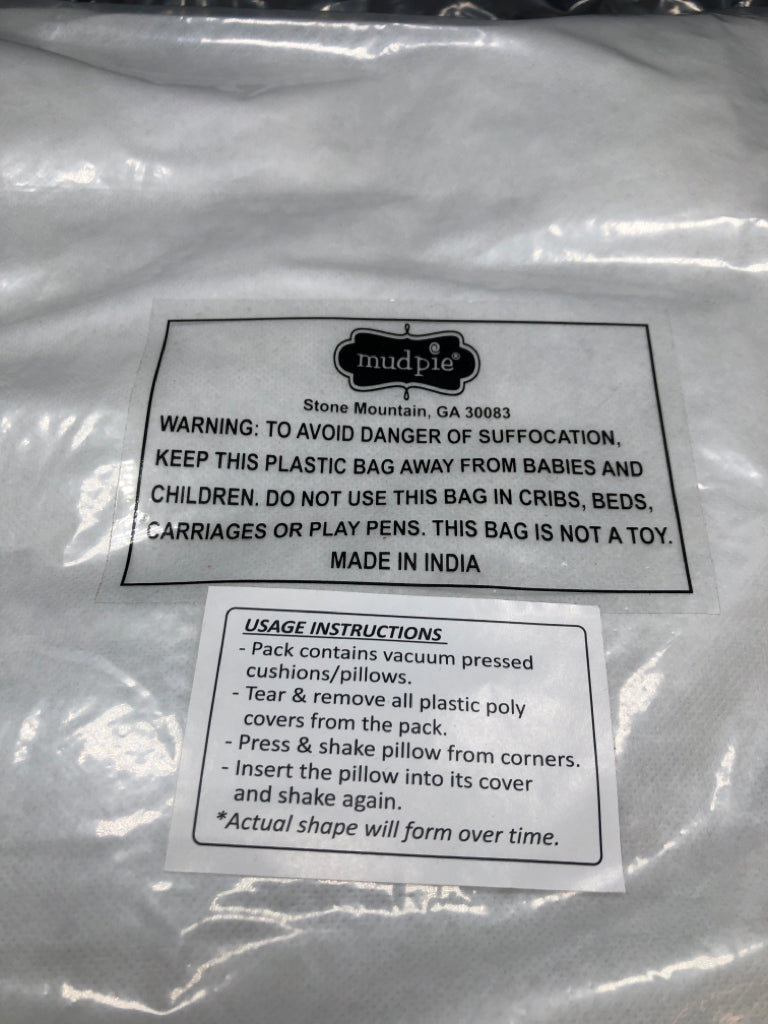 mudpie®
Stone Mountain, GA 30083
WARNING: TO AVOID DANGER OF SUFFOCATION,
KEEP THIS PLASTIC BAG AWAY FROM BABIES AND
CHILDREN. DO NOT USE THIS BAG IN CRIBS, BEDS,
CARRIAGES OR PLAY PENS. THIS BAG IS NOT A TOY.
MADE IN INDIA
USAGE INSTRUCTIONS
- Pack contains vacuum pressed
cushions/pillows.
- Tear & remove all plastic poly
covers from the pack.
- Press & shake pillow from corners.
- Insert the pillow into its cover
and shake again.
*Actual shape will form over time.